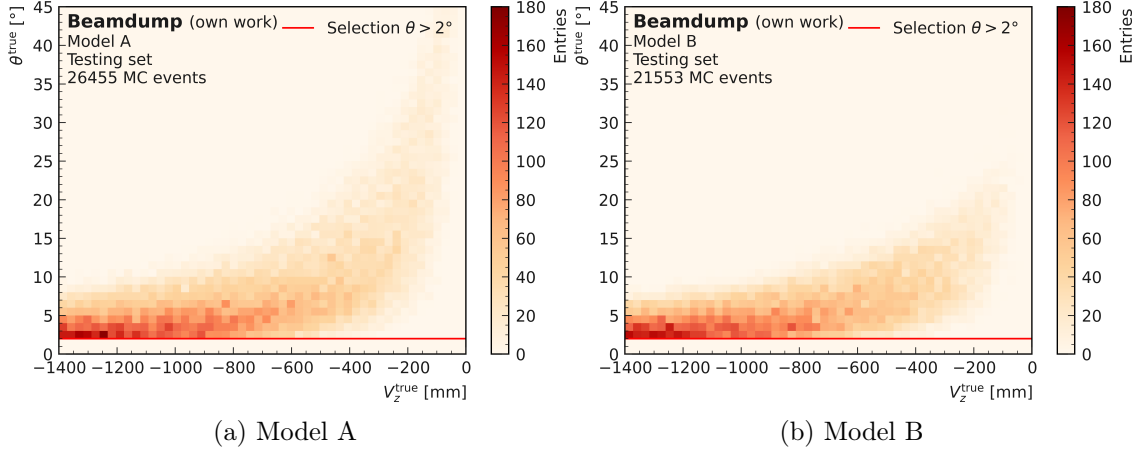 45
40
35
30
25
20
15
10
5
0
θ^true [°]
Beamdump (own work)
Model A
Testing set
26455 MC events
Selection θ > 2°
−1400 −1200 −1000 −800 −600 −400 −200 0
V_z^true [mm]
180
160
140
120
100
80
60
40
20
0
Entries
(a) Model A
45
40
35
30
25
20
15
10
5
0
θ^true [°]
Beamdump (own work)
Model B
Testing set
21553 MC events
Selection θ > 2°
−1400 −1200 −1000 −800 −600 −400 −200 0
V_z^true [mm]
180
160
140
120
100
80
60
40
20
0
Entries
(b) Model B